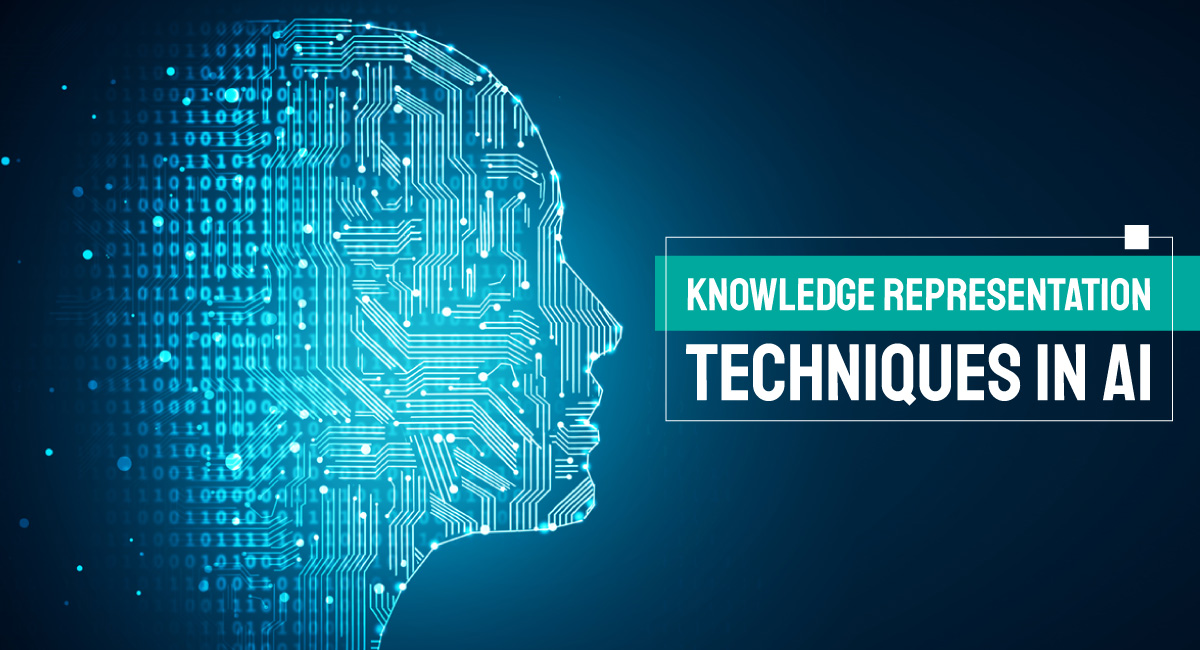 KNOWLEDGE REPRESENTATION
TECHNIQUES IN AI